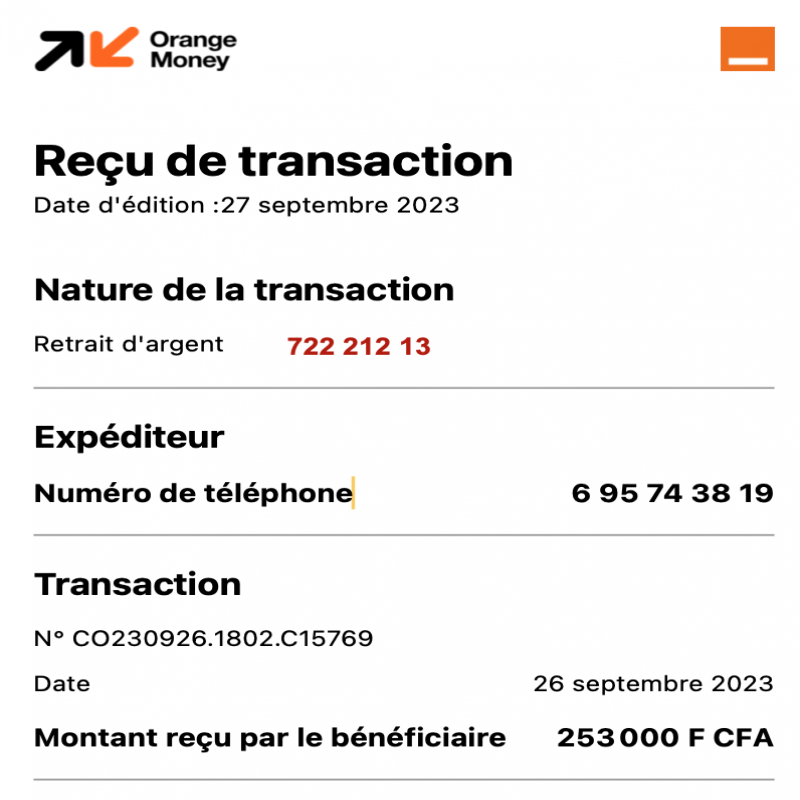 Orange
Money
Reçu de transaction
Date d'édition :27 septembre 2023
Nature de la transaction
Retrait d'argent 722 212 13
Expéditeur
Numéro de téléphone 6 95 74 38 19
Transaction
N° CO230926.1802.C15769
Date 26 septembre 2023
Montant reçu par le bénéficiaire 253 000 F CFA